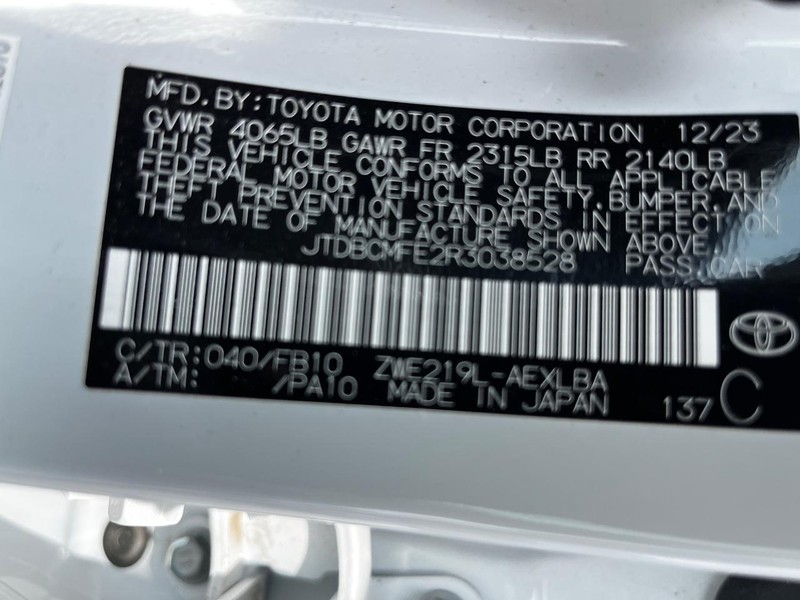 MFD. BY: TOYOTA MOTOR CORPORATION 12/23
GVWR 4065LB GAWR FR 2315LB RR 2140LB
THIS VEHICLE CONFORMS TO ALL APPLICABLE
FEDERAL MOTOR VEHICLE SAFETY, BUMPER, AND
THEFT PREVENTION STANDARDS IN EFFECT ON
THE DATE OF MANUFACTURE SHOWN ABOVE.
JTDBCMFE2R3038528 PASS.CAR
C/TR: 040/FB10 ZWE219L-AEXLBA
A/TM: /PA10 MADE IN JAPAN 137 C